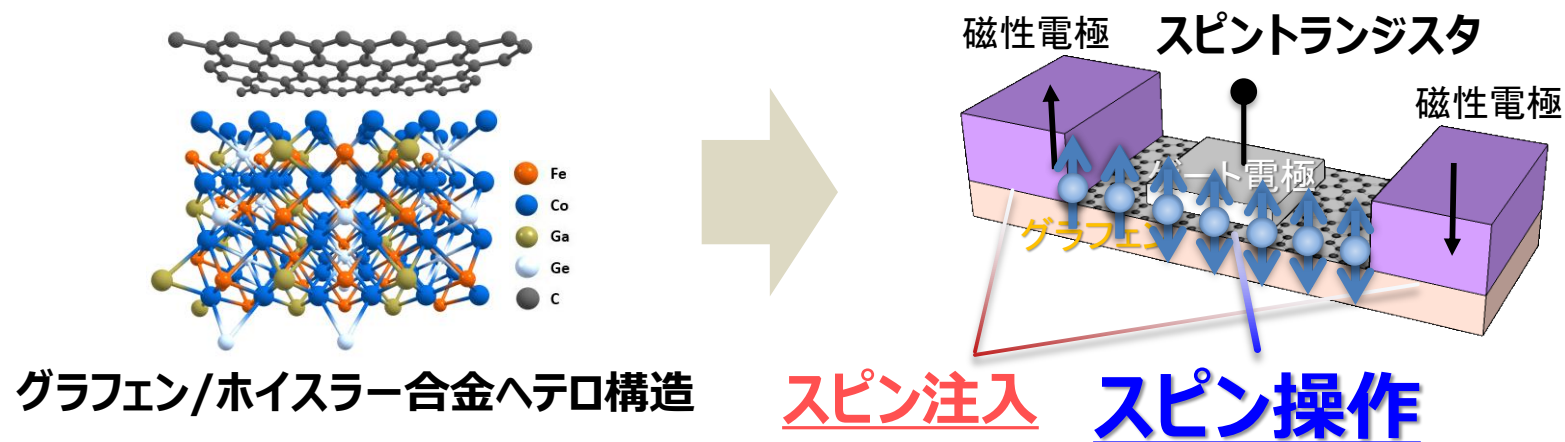 磁性電極
スピントランジスタ
磁性電極
Fe
Co
Ga
Ge
C
ゲート電極
グラフェン
グラフェン/ホイスラー合金ヘテロ構造
スピン注入
スピン操作